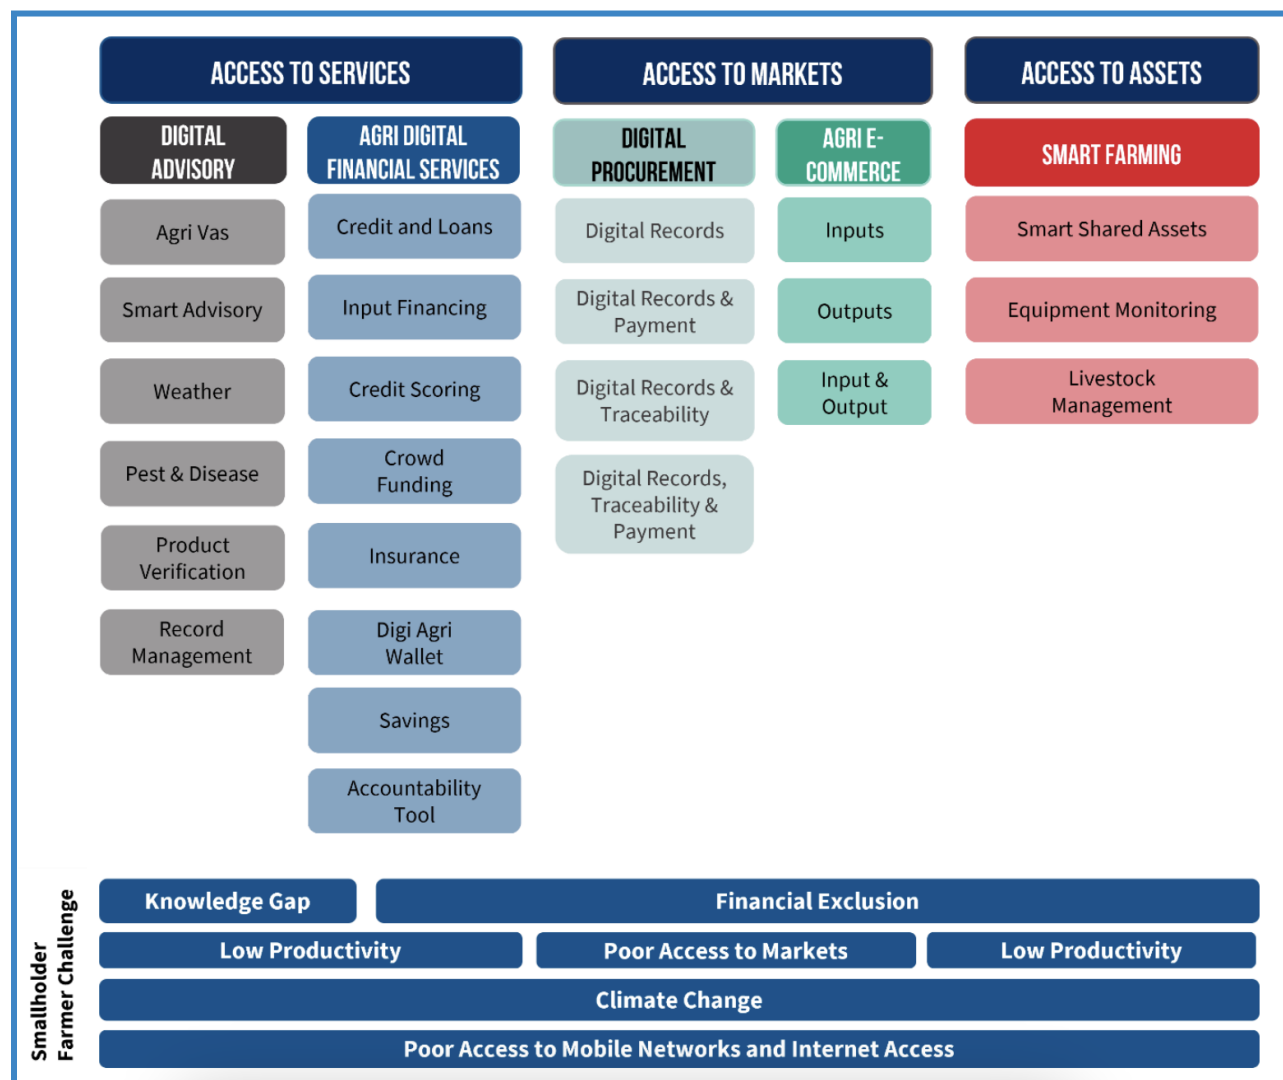 ACCESS TO SERVICES
ACCESS TO MARKETS
ACCESS TO ASSETS
DIGITAL
ADVISORY
AGRI DIGITAL
FINANCIAL SERVICES
DIGITAL
PROCUREMENT
AGRI E-
COMMERCE
SMART FARMING
Agri Vas
Smart Advisory
Weather
Pest & Disease
Product
Verification
Record
Management
Credit and Loans
Input Financing
Credit Scoring
Crowd
Funding
Insurance
Digi Agri
Wallet
Savings
Accountability
Tool
Digital Records
Digital Records &
Payment
Digital Records &
Traceability
Digital Records,
Traceability &
Payment
Inputs
Outputs
Input &
Output
Smart Shared Assets
Equipment Monitoring
Livestock
Management
Smallholder
Farmer Challenge
Knowledge Gap
Financial Exclusion
Low Productivity
Poor Access to Markets
Low Productivity
Climate Change
Poor Access to Mobile Networks and Internet Access